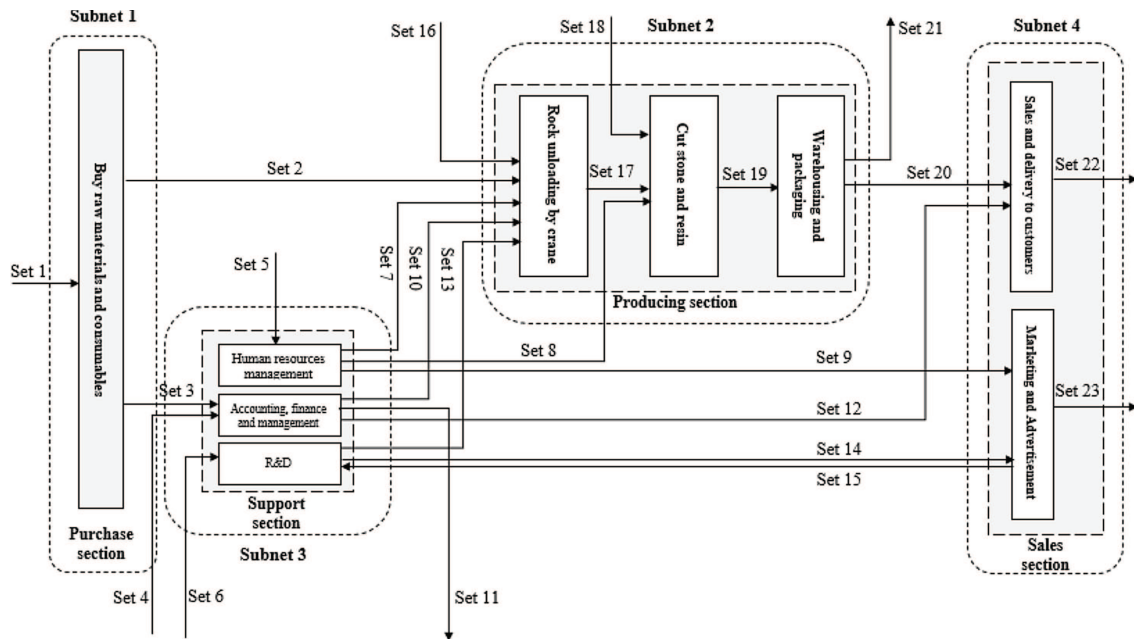 Subnet 1
Set 16
Set 18
Subnet 2
Set 21
Subnet 4
Buy raw materials and consumables
Rock unloading by crane
Cut stone and resin
Warehousing and
packaging
Sales and delivery to
customers
Set 2
Set 17
Set 19
Set 20
Set 22
Set 1
Set 5
Set 7
Set 10
Set 13
Producing section
Human resources
management
Set 8
Set 9
Set 3
Accounting, finance
and management
Set 12
Marketing and Advertisement
Set 23
R&D
Set 14
Set 15
Support
section
Purchase
section
Subnet 3
Sales
section
Set 4
Set 6
Set 11